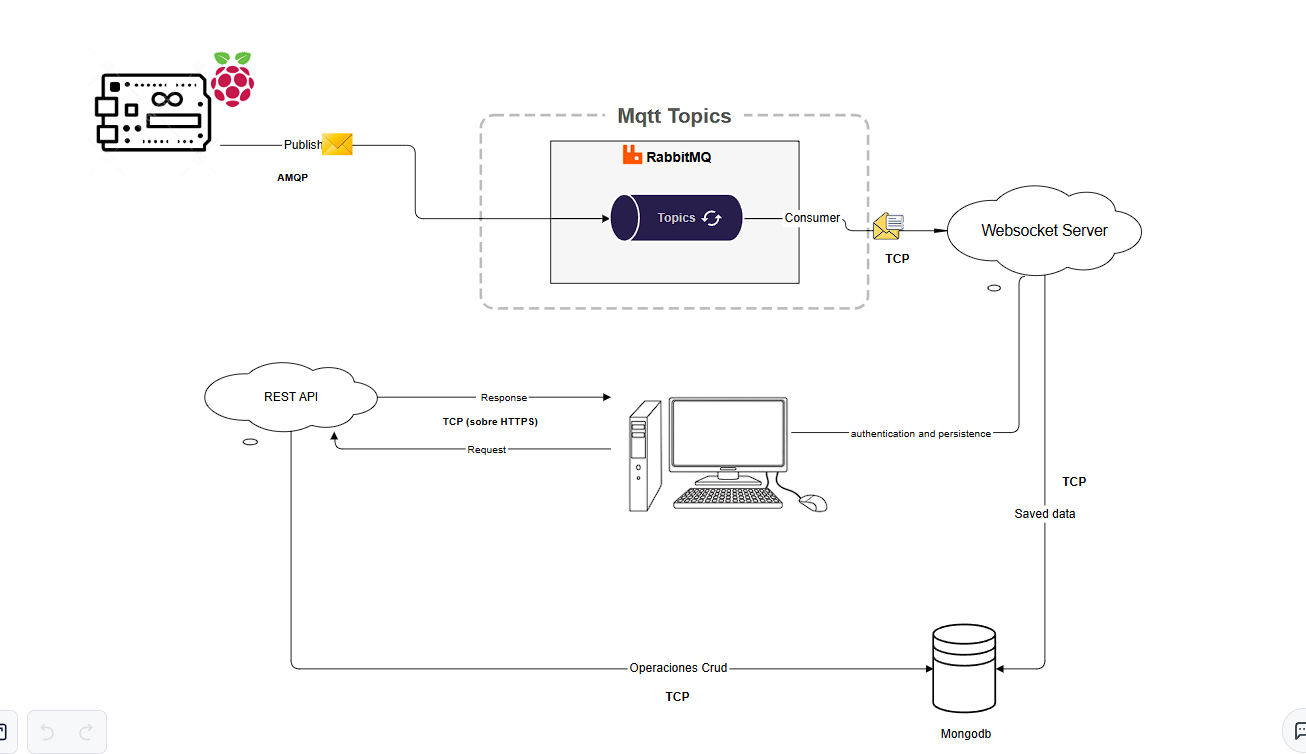 Mqtt Topics
Publish
AMQP
RabbitMQ
Topics
Consumer
TCP
Websocket Server
REST API
Response
TCP (sobre HTTPS)
Request
authentication and persistence
TCP
Saved data
Operaciones Crud
TCP
Mongodb